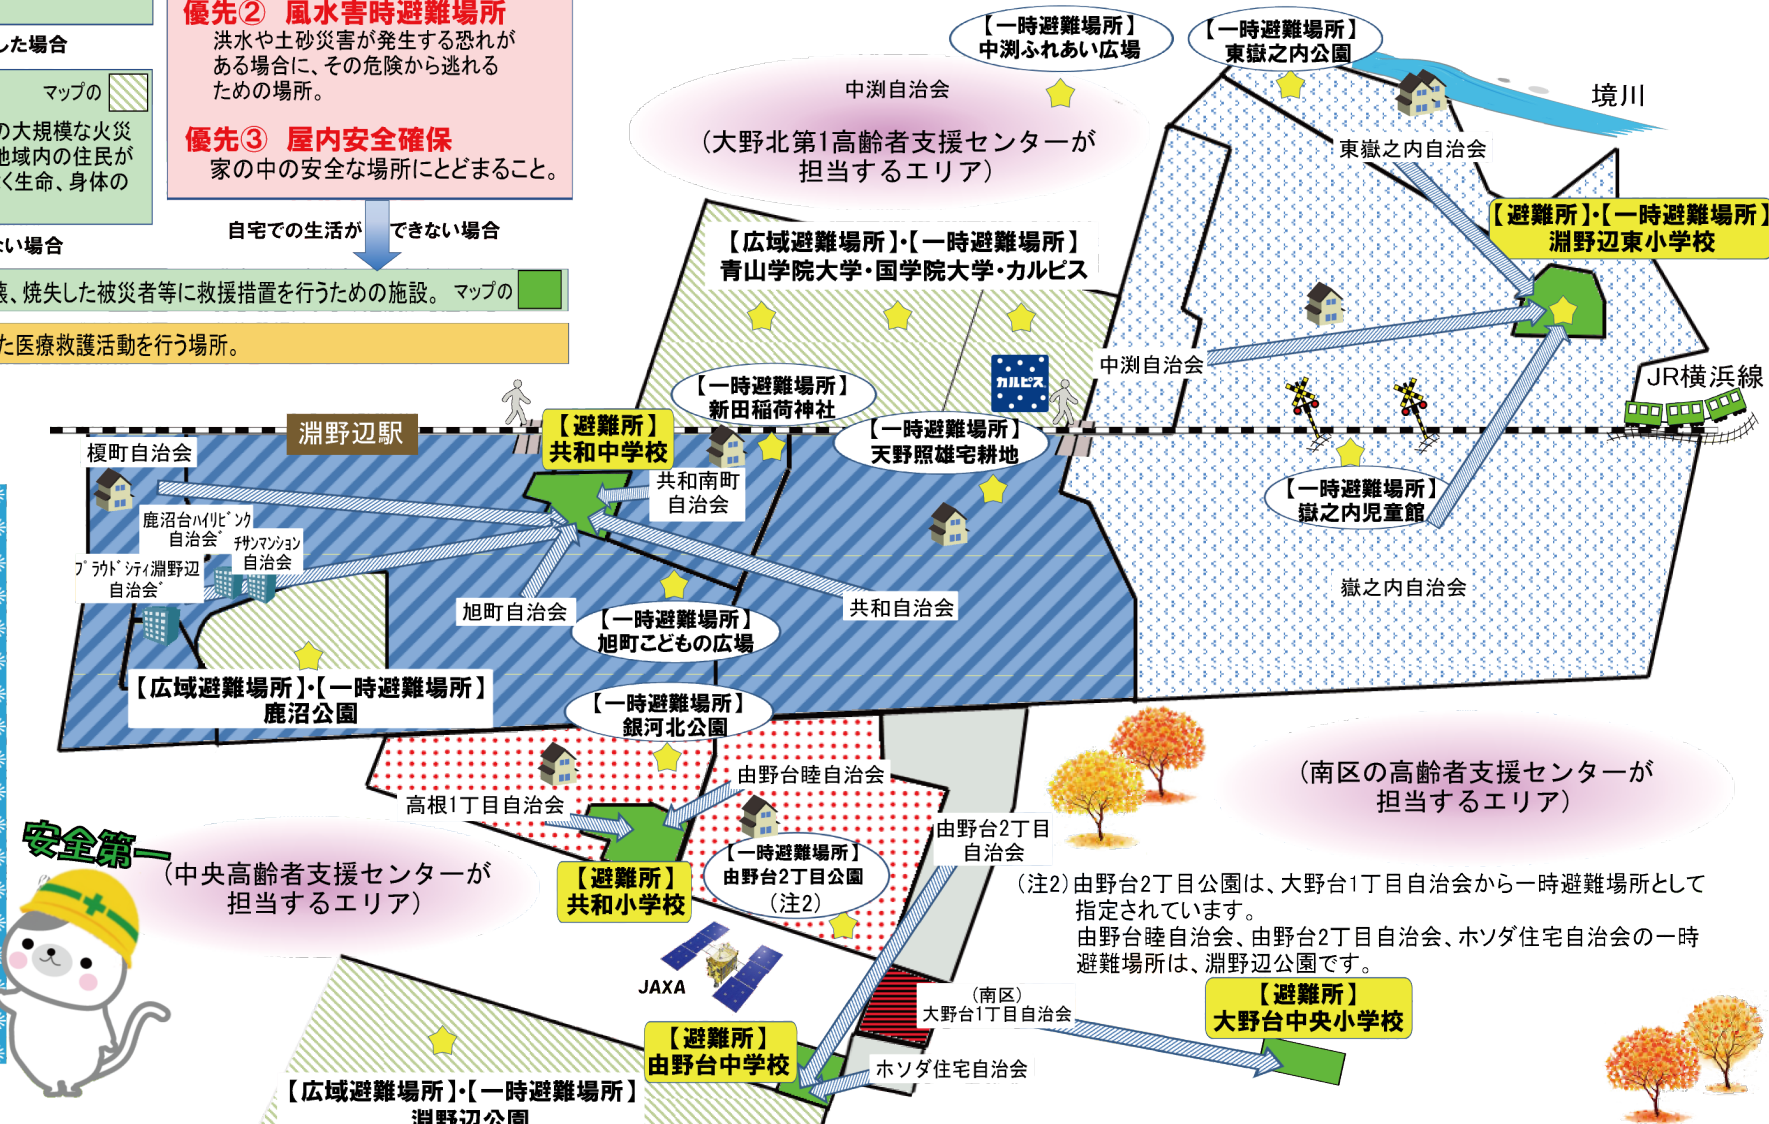 した場合
マップの
の大規模な火災
地域内の住民が
く生命、身体の
ない場合
壊、焼失した被災者等に救援措置を行うための施設。 マップの
た医療救護活動を行う場所。
優先② 風水害時避難場所
洪水や土砂災害が発生する恐れが
ある場合に、その危険から逃れる
ための場所。
優先③ 屋内安全確保
家の中の安全な場所にとどまること。
自宅での生活が できない場合
【一時避難場所】
中渕ふれあい広場
【一時避難場所】
東嶽之内公園
境川
中渕自治会
（大野北第1高齢者支援センターが
担当するエリア）
東嶽之内自治会
【避難所】・【一時避難場所】
淵野辺東小学校
【広域避難場所】・【一時避難場所】
青山学院大学・国学院大学・カルピス
カルピス
中渕自治会
JR横浜線
【一時避難場所】
新田稲荷神社
淵野辺駅
【避難所】
共和中学校
【一時避難場所】
天野照雄宅耕地
榎町自治会
共和南町
自治会
【一時避難場所】
嶽之内児童館
鹿沼台ハイリビング
自治会
チサンマンション
自治会
プラウドシティ淵野辺
自治会
旭町自治会
【一時避難場所】
旭町こどもの広場
共和自治会
嶽之内自治会
【広域避難場所】・【一時避難場所】
鹿沼公園
【一時避難場所】
銀河北公園
由野台睦自治会
高根1丁目自治会
（南区の高齢者支援センターが
担当するエリア）
由野台2丁目
自治会
安全第一
（中央高齢者支援センターが
担当するエリア）
【避難所】
共和小学校
【一時避難場所】
由野台2丁目公園
（注2）
（注2）由野台2丁目公園は、大野台1丁目自治会から一時避難場所として
指定されています。
由野台睦自治会、由野台2丁目自治会、ホソダ住宅自治会の一時
避難場所は、淵野辺公園です。
JAXA
（南区）
大野台1丁目自治会
【避難所】
大野台中央小学校
【避難所】
由野台中学校
ホソダ住宅自治会
【広域避難場所】・【一時避難場所】
淵野辺公園